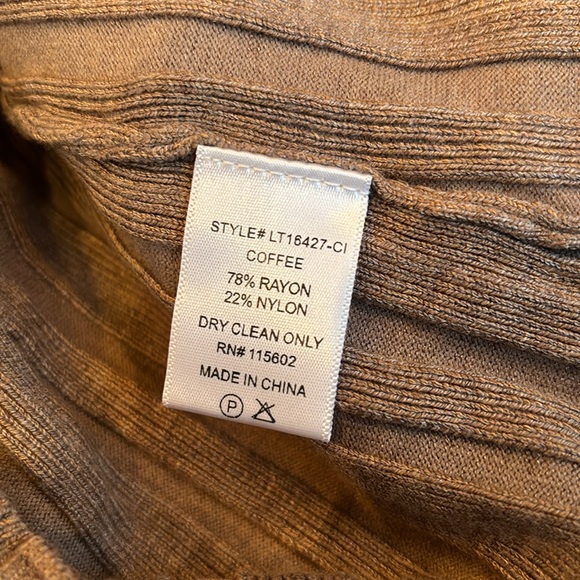 STYLE# LT16427-CI
COFFEE
78% RAYON
22% NYLON
DRY CLEAN ONLY
RN# 115602
MADE IN CHINA
P